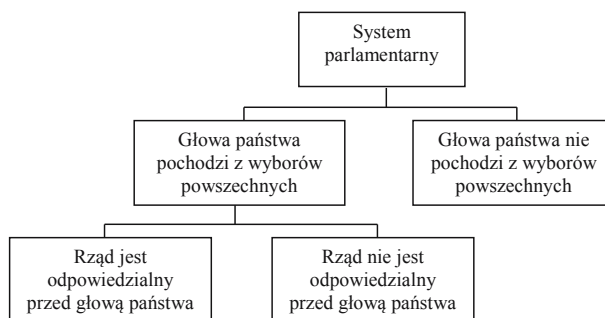 System
parlamentarny
Głowa państwa
pochodzi z wyborów
powszechnych
Głowa państwa nie
pochodzi z wyborów
powszechnych
Rząd jest
odpowiedzialny
przed głową państwa
Rząd nie jest
odpowiedzialny
przed głową państwa